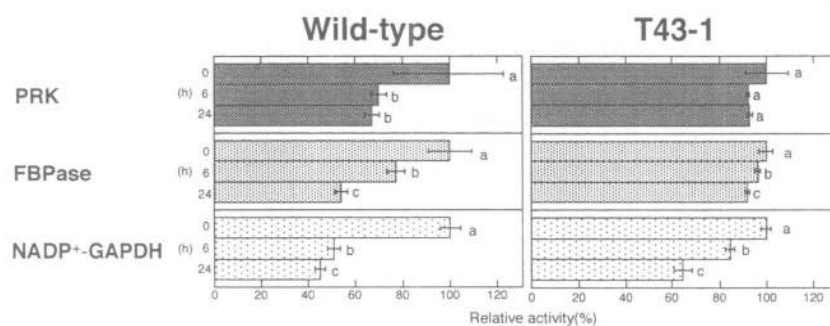 Wild-type T43-1
PRK
(h)
0
6
24
a
b
b
a
a
a
FBPase
(h)
0
6
24
a
b
c
a
b
c
NADP+-GAPDH
(h)
0
6
24
a
b
c
a
b
c
0 20 40 60 80 100 120 0 20 40 60 80 100 120
Relative activity(%)